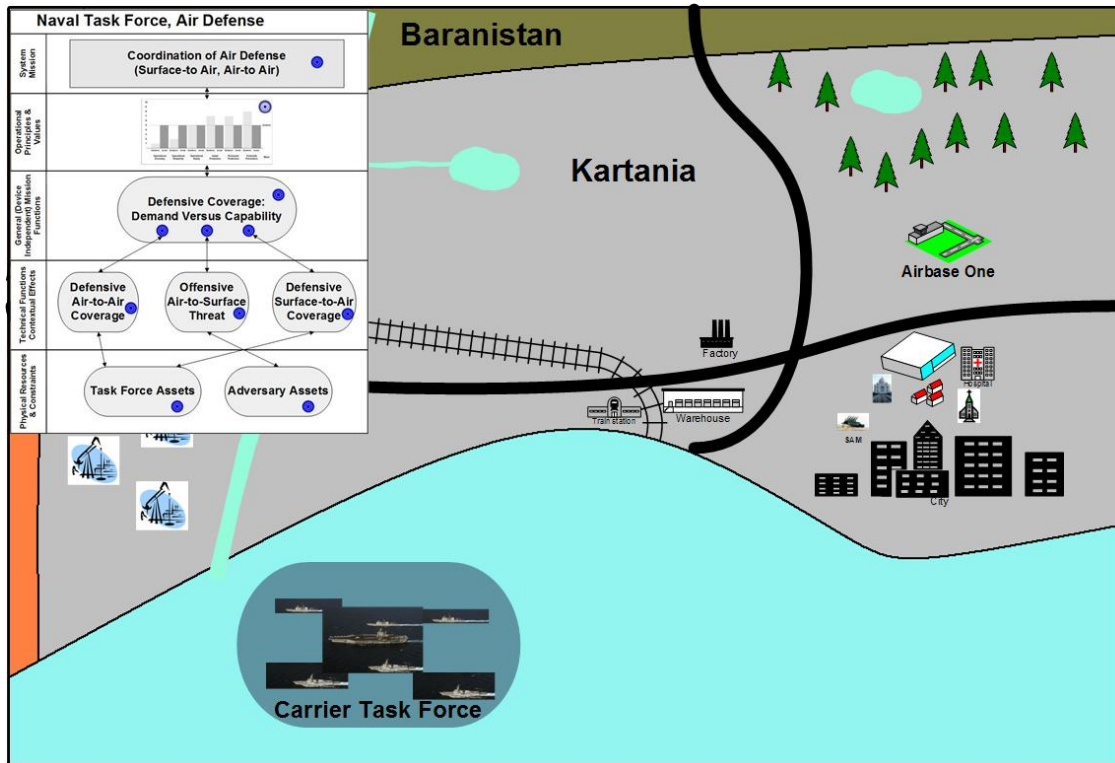 Naval Task Force, Air Defense
System
Mission
Coordination of Air Defense
(Surface-to Air, Air-to Air)
Operational
Principles &
Values
General (Device
Independent) Mission
Functions
Defensive Coverage:
Demand Versus Capability
Technical Functions
Contextual Effects
Defensive
Air-to-Air
Coverage
Offensive
Air-to-Surface
Threat
Defensive
Surface-to-Air
Coverage
Physical Resources
& Constraints
Task Force Assets
Adversary Assets
Baranistan
Kartania
Airbase One
Factory
Hospital
Train station
Warehouse
SAM
City
Carrier Task Force